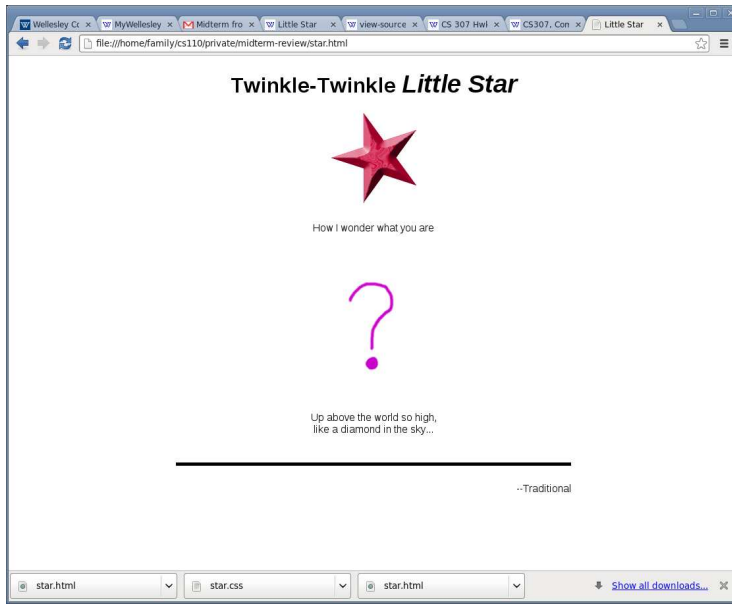 Wellesley Cc
MyWellesley
Midterm fro
Little Star
view-source
CS 307 Hwl
CS307, Con
Little Star
file:///home/family/cs110/private/midterm-review/star.html
Twinkle-Twinkle Little Star
How I wonder what you are
?
Up above the world so high,
like a diamond in the sky...
--Traditional
star.html
star.css
star.html
Show all downloads...